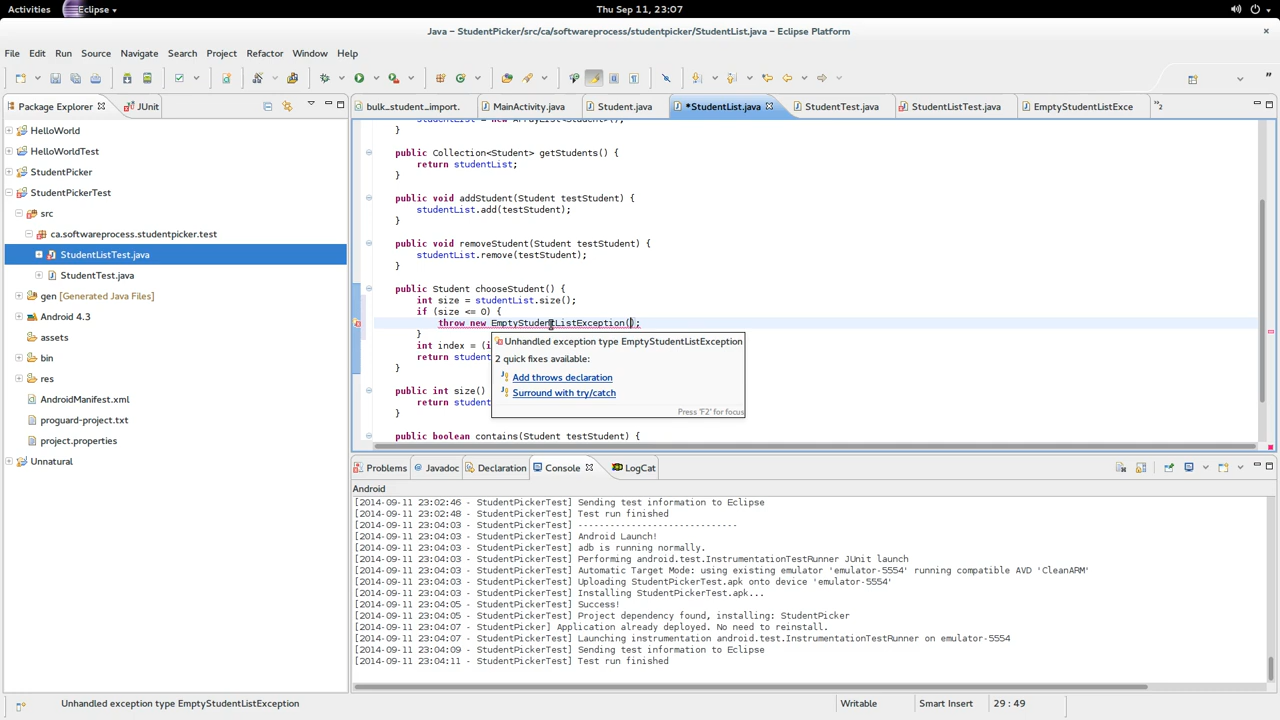 Activities
Eclipse
Thu Sep 11, 23:07
Java – StudentPicker/src/ca/softwareprocess/studentpicker/StudentList.java – Eclipse Platform
File Edit Run Source Navigate Search Project Refactor Window Help
Package Explorer
JUnit
bulk_student_import.
MainActivity.java
Student.java
*StudentList.java
StudentTest.java
StudentListTest.java
EmptyStudentListExce
»2
HelloWorld
HelloWorldTest
StudentPicker
StudentPickerTest
src
ca.softwareprocess.studentpicker.test
StudentListTest.java
StudentTest.java
gen [Generated Java Files]
Android 4.3
assets
bin
res
AndroidManifest.xml
proguard-project.txt
project.properties
Unnatural
studentList = new ArrayList<Student>();
}
public Collection<Student> getStudents() {
return studentList;
}
public void addStudent(Student testStudent) {
studentList.add(testStudent);
}
public void removeStudent(Student testStudent) {
studentList.remove(testStudent);
}
public Student chooseStudent() {
int size = studentList.size();
if (size <= 0) {
throw new EmptyStudentListException();
}
int index = (i
return student
}
public int size()
return student
}
public boolean contains(Student testStudent) {
Unhandled exception type EmptyStudentListException
2 quick fixes available:
Add throws declaration
Surround with try/catch
Press 'F2' for focus
Problems
Javadoc
Declaration
Console
LogCat
Android
[2014-09-11 23:02:46 - StudentPickerTest] Sending test information to Eclipse
[2014-09-11 23:02:48 - StudentPickerTest] Test run finished
[2014-09-11 23:04:03 - StudentPickerTest] ------------------------------
[2014-09-11 23:04:03 - StudentPickerTest] Android Launch!
[2014-09-11 23:04:03 - StudentPickerTest] adb is running normally.
[2014-09-11 23:04:03 - StudentPickerTest] Performing android.test.InstrumentationTestRunner JUnit launch
[2014-09-11 23:04:03 - StudentPickerTest] Automatic Target Mode: using existing emulator 'emulator-5554' running compatible AVD 'CleanARM'
[2014-09-11 23:04:03 - StudentPickerTest] Uploading StudentPickerTest.apk onto device 'emulator-5554'
[2014-09-11 23:04:03 - StudentPickerTest] Installing StudentPickerTest.apk...
[2014-09-11 23:04:05 - StudentPickerTest] Success!
[2014-09-11 23:04:05 - StudentPickerTest] Project dependency found, installing: StudentPicker
[2014-09-11 23:04:07 - StudentPicker] Application already deployed. No need to reinstall.
[2014-09-11 23:04:07 - StudentPickerTest] Launching instrumentation android.test.InstrumentationTestRunner on emulator-5554
[2014-09-11 23:04:09 - StudentPickerTest] Sending test information to Eclipse
[2014-09-11 23:04:11 - StudentPickerTest] Test run finished
Unhandled exception type EmptyStudentListException
Writable
Smart Insert
29 : 49